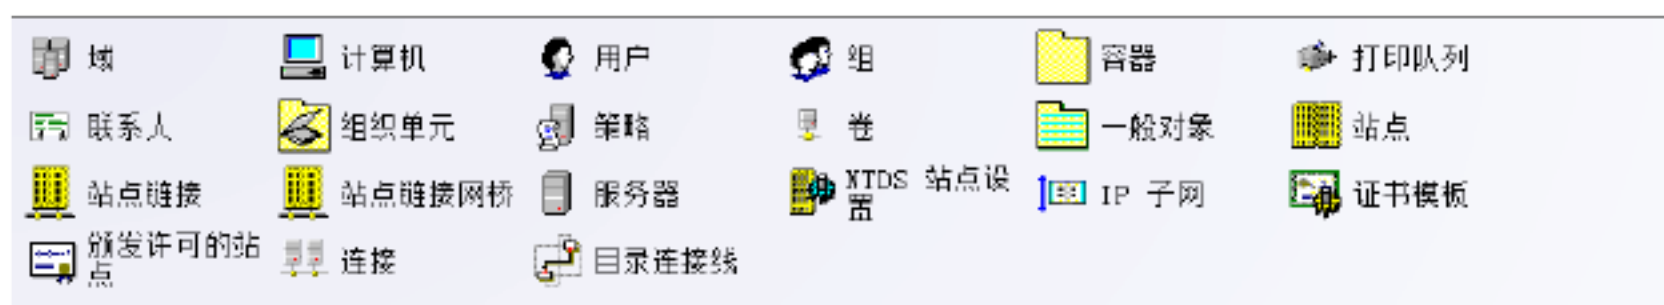 域 计算机 用户 组 容器 打印队列
联系人 组织单元 策略 卷 一般对象 站点
站点链接 站点链接网桥 服务器 NTDS 站点设置 IP 子网 证书模板
颁发许可的站点 连接 目录连接线